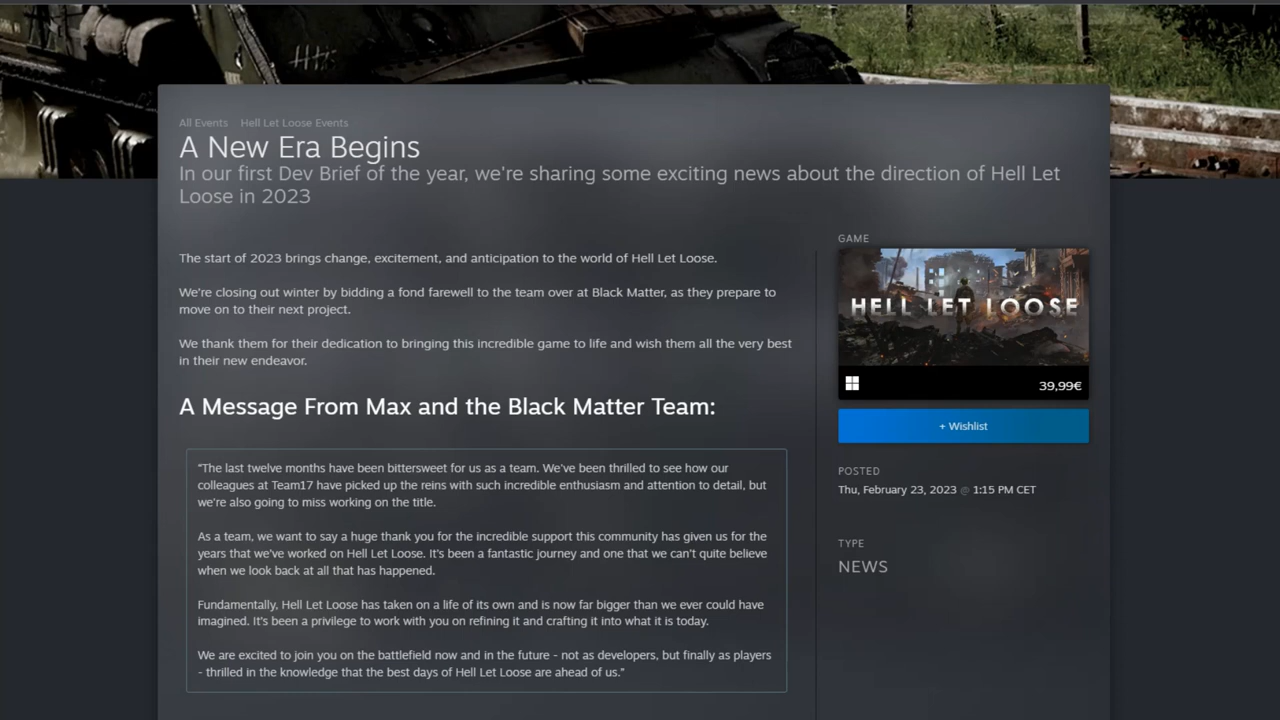 All Events Hell Let Loose Events
A New Era Begins
In our first Dev Brief of the year, we're sharing some exciting news about the direction of Hell Let
Loose in 2023
The start of 2023 brings change, excitement, and anticipation to the world of Hell Let Loose.
We're closing out winter by bidding a fond farewell to the team over at Black Matter, as they prepare to
move on to their next project.
We thank them for their dedication to bringing this incredible game to life and wish them all the very best
in their new endeavor.
A Message From Max and the Black Matter Team:
"The last twelve months have been bittersweet for us as a team. We've been thrilled to see how our
colleagues at Team17 have picked up the reins with such incredible enthusiasm and attention to detail, but
we're also going to miss working on the title.
As a team, we want to say a huge thank you for the incredible support this community has given us for the
years that we've worked on Hell Let Loose. It's been a fantastic journey and one that we can't quite believe
when we look back at all that has happened.
Fundamentally, Hell Let Loose has taken on a life of its own and is now far bigger than we ever could have
imagined. It's been a privilege to work with you on refining it and crafting it into what it is today.
We are excited to join you on the battlefield now and in the future - not as developers, but finally as players
- thrilled in the knowledge that the best days of Hell Let Loose are ahead of us."
GAME
HELL LET LOOSE
39,99€
+ Wishlist
POSTED
Thu, February 23, 2023 @ 1:15 PM CET
TYPE
NEWS